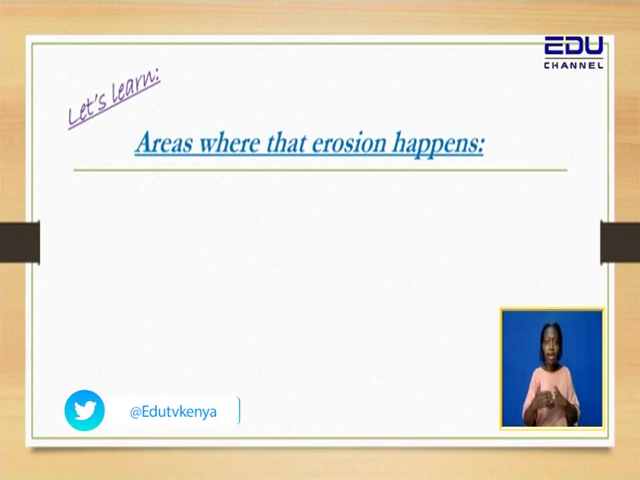 EDU
CHANNEL
Let's learn:
Areas where that erosion happens:
@Edutvkenya